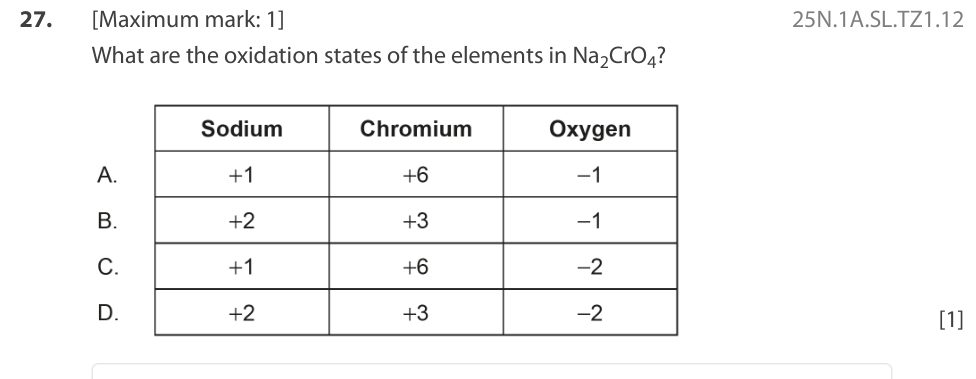 27. [Maximum mark: 1] 25N.1A.SL.TZ1.12
What are the oxidation states of the elements in Na₂CrO₄?
Sodium Chromium Oxygen
A. +1 +6 −1
B. +2 +3 −1
C. +1 +6 −2
D. +2 +3 −2
[1]